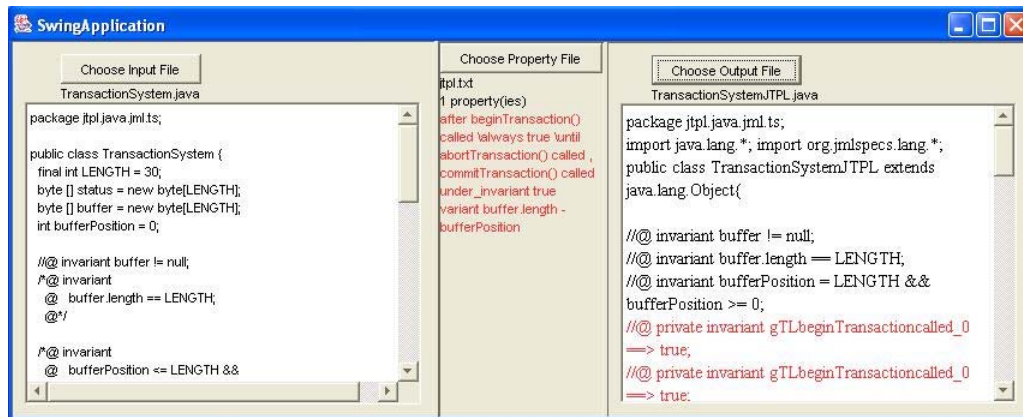 SwingApplication
Choose Input File
TransactionSystem.java
package jtpl.java.jml.ts;
public class TransactionSystem {
final int LENGTH = 30;
byte [] status = new byte[LENGTH];
byte [] buffer = new byte[LENGTH];
int bufferPosition = 0;
//@ invariant buffer != null;
/*@ invariant
@ buffer.length == LENGTH;
@*/
/*@ invariant
@ bufferPosition <= LENGTH &&
Choose Property File
jtpl.txt
1 property(ies)
after beginTransaction()
called \always true \until
abortTransaction() called ,
commitTransaction() called
under_invariant true
variant buffer.length -
bufferPosition
Choose Output File
TransactionSystemJTPL.java
package jtpl.java.jml.ts;
import java.lang.*; import org.jmlspecs.lang.*;
public class TransactionSystemJTPL extends
java.lang.Object{
//@ invariant buffer != null;
//@ invariant buffer.length == LENGTH;
//@ invariant bufferPosition = LENGTH &&
bufferPosition >= 0;
//@ private invariant gTLbeginTransactioncalled_0
==> true;
//@ private invariant gTLbeginTransactioncalled_0
==> true;